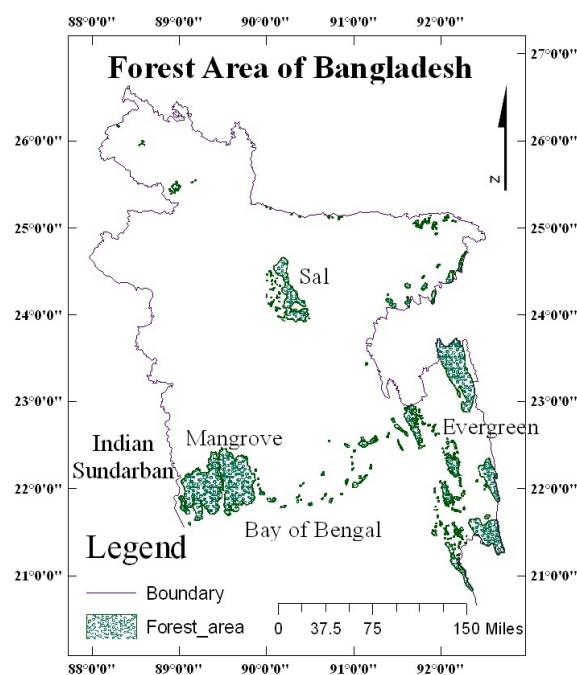 88°0'0" 89°0'0" 90°0'0" 91°0'0" 92°0'0"
Forest Area of Bangladesh
27°0'0"
26°0'0" 26°0'0"
N
25°0'0" 25°0'0"
Sal
24°0'0" 24°0'0"
23°0'0" 23°0'0"
Evergreen
Mangrove
Indian
Sundarban
22°0'0" 22°0'0"
Bay of Bengal
Legend
21°0'0" 21°0'0"
Boundary
Forest_area
0 37.5 75 150 Miles
88°0'0" 89°0'0" 90°0'0" 91°0'0" 92°0'0"